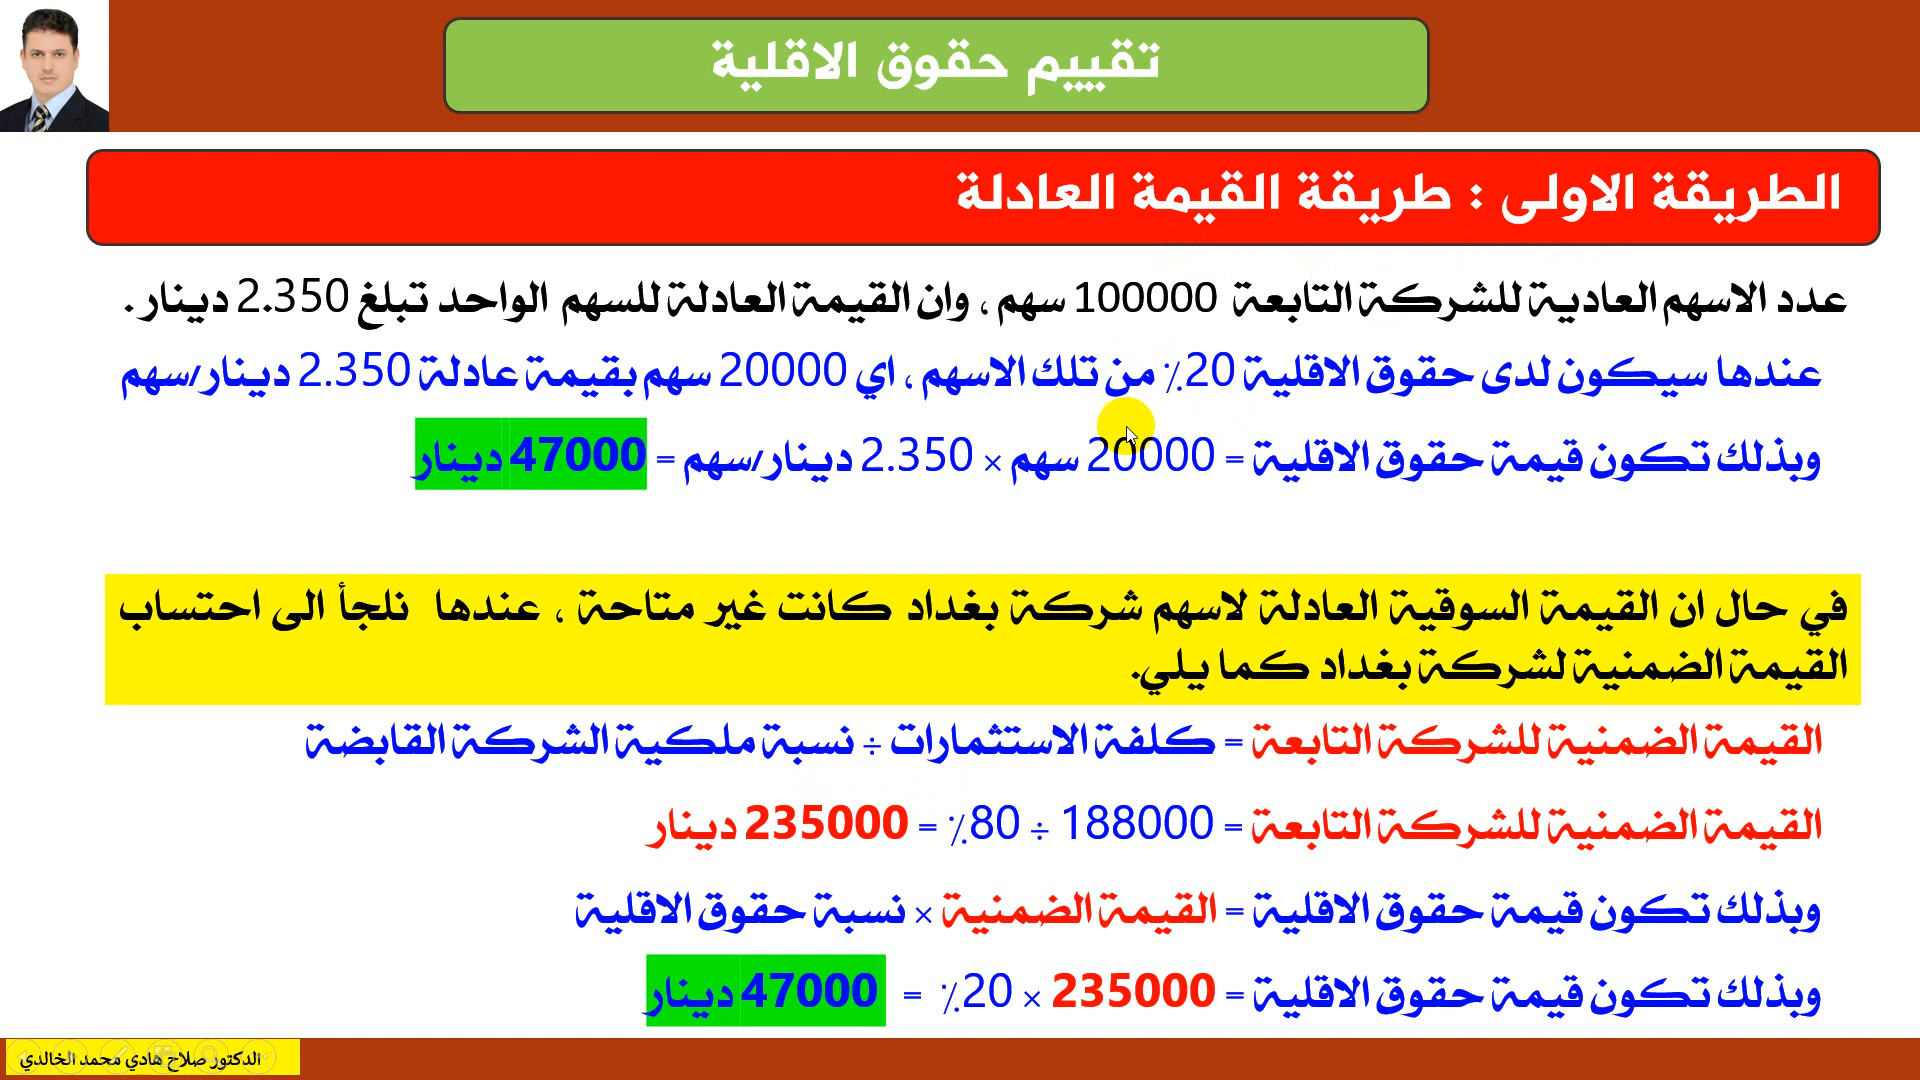 تقييم حقوق الاقلية
الطريقة الاولى : طريقة القيمة العادلة
عدد الاسهم العادية للشركة التابعة 100000 سهم ، وان القيمة العادلة للسهم الواحد تبلغ 2.350 دينار .
عندها سيكون لدى حقوق الاقلية 20٪ من تلك الاسهم ، اي 20000 سهم بقيمة عادلة 2.350 دينار/سهم
وبذلك تكون قيمة حقوق الاقلية = 20000 سهم × 2.350 دينار/سهم = 47000 دينار
في حال ان القيمة السوقية العادلة لاسهم شركة بغداد كانت غير متاحة ، عندها نلجأ الى احتساب
القيمة الضمنية لشركة بغداد كما يلي.
القيمة الضمنية للشركة التابعة = كلفة الاستثمارات ÷ نسبة ملكية الشركة القابضة
القيمة الضمنية للشركة التابعة = 188000 ÷ 80٪ = 235000 دينار
وبذلك تكون قيمة حقوق الاقلية = القيمة الضمنية × نسبة حقوق الاقلية
وبذلك تكون قيمة حقوق الاقلية = 235000 × 20٪ = 47000 دينار
الدكتور صلاح هادي محمد الخالدي